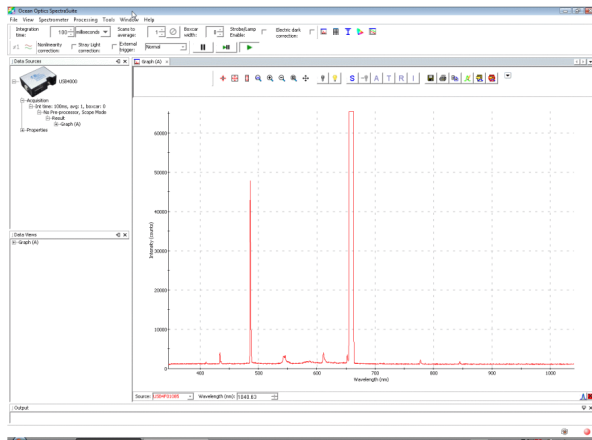 Ocean Optics SpectraSuite
File View Spectrometer Processing Tools Window Help
Integration time: 100 milliseconds Scans to average: 1 Boxcar width: 0 Strobe/Lamp Enable: Electric dark correction:
Nonlinearity correction: Stray Light correction: External trigger: Normal
Data Sources
Graph (A)
S T A T R I
USB4000
Acquisition
Int time: 100ms, avg: 1, boxcar: 0
No Pre-processor, Scope Mode
Result
Graph (A)
Properties
Data Views
Graph (A)
60000
50000
40000
30000
20000
10000
0
Intensity (counts)
400 500 600 700 800 900 1000
Wavelength (nm)
Wavelength (nm): 1040.63
Source:
Output